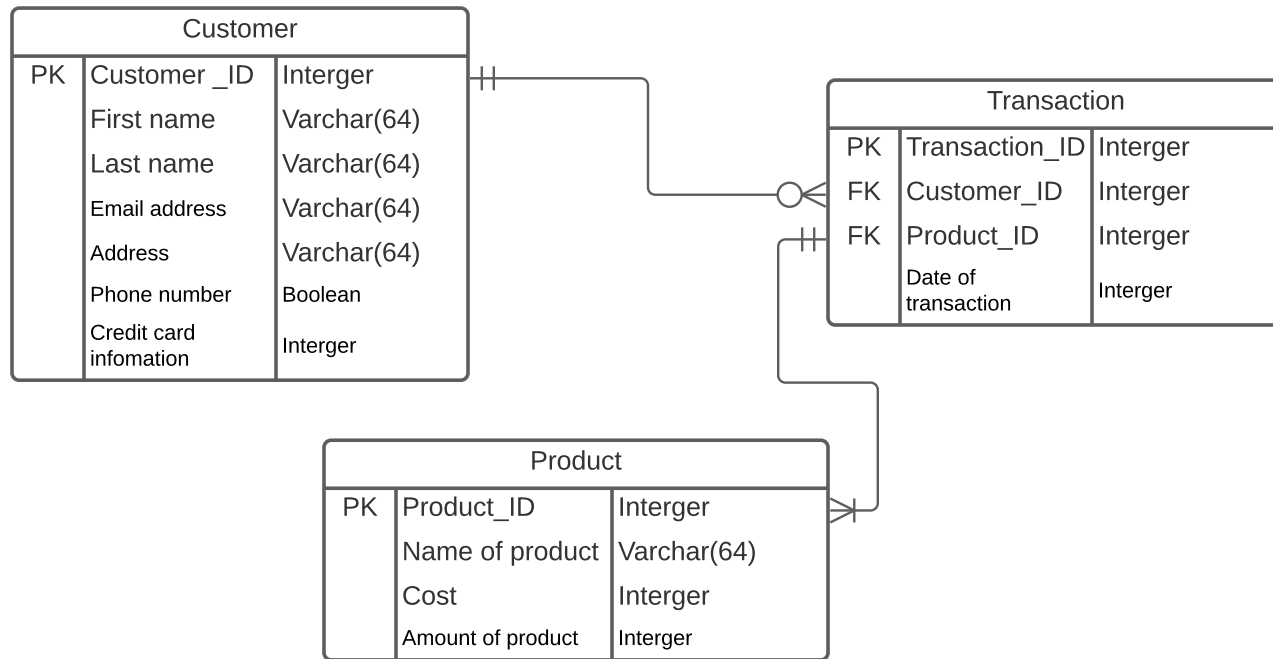 Customer
PK Customer _ID Interger
First name Varchar(64)
Last name Varchar(64)
Email address Varchar(64)
Address Varchar(64)
Phone number Boolean
Credit card
infomation Interger
Transaction
PK Transaction_ID Interger
FK Customer_ID Interger
FK Product_ID Interger
Date of
transaction Interger
Product
PK Product_ID Interger
Name of product Varchar(64)
Cost Interger
Amount of product Interger